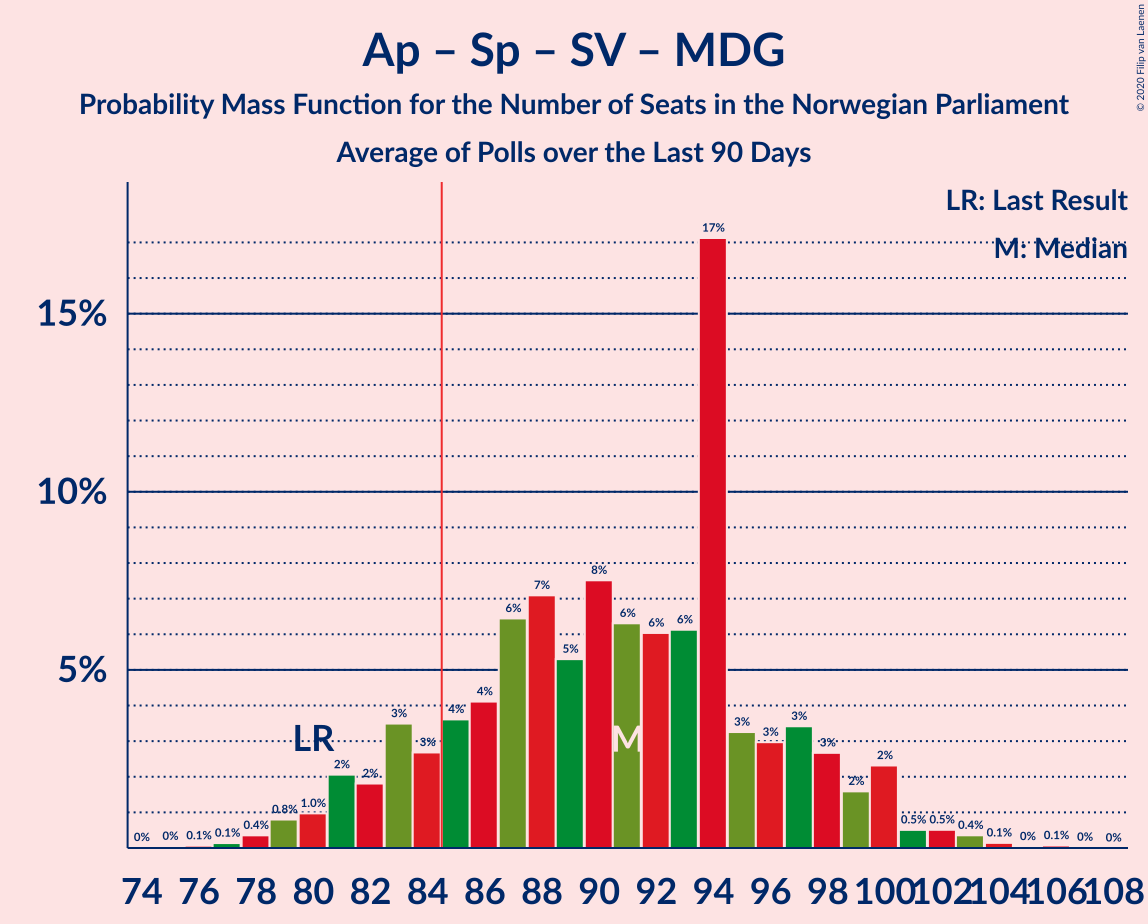 Ap – Sp – SV – MDG
Probability Mass Function for the Number of Seats in the Norwegian Parliament
Average of Polls over the Last 90 Days
© 2020 Filip van Laenen
LR: Last Result
M: Median
15%
10%
5%
0% 0% 0.1% 0.1% 0.4% 0.8% 1.0% 2% 2% 3% 3% 4% 4% 6% 7% 5% 8% 6% 6% 6% 17% 3% 3% 3% 3% 2% 2% 0.5% 0.5% 0.4% 0.1% 0% 0.1% 0% 0%
LR
M
74 76 78 80 82 84 86 88 90 92 94 96 98 100 102 104 106 108